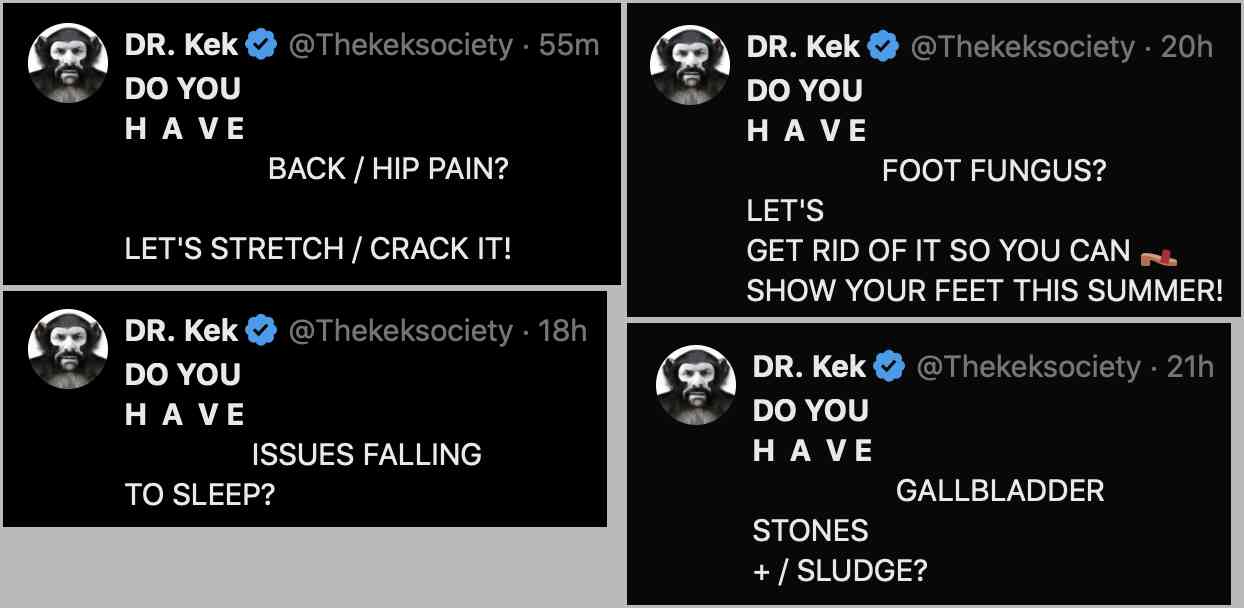 DR. Kek @Thekeksociety · 55m
DO YOU
H A V E
BACK / HIP PAIN?
LET'S STRETCH / CRACK IT!
DR. Kek @Thekeksociety · 18h
DO YOU
H A V E
ISSUES FALLING
TO SLEEP?
DR. Kek @Thekeksociety · 20h
DO YOU
H A V E
FOOT FUNGUS?
LET'S
GET RID OF IT SO YOU CAN 🩴
SHOW YOUR FEET THIS SUMMER!
DR. Kek @Thekeksociety · 21h
DO YOU
H A V E
GALLBLADDER
STONES
+ / SLUDGE?